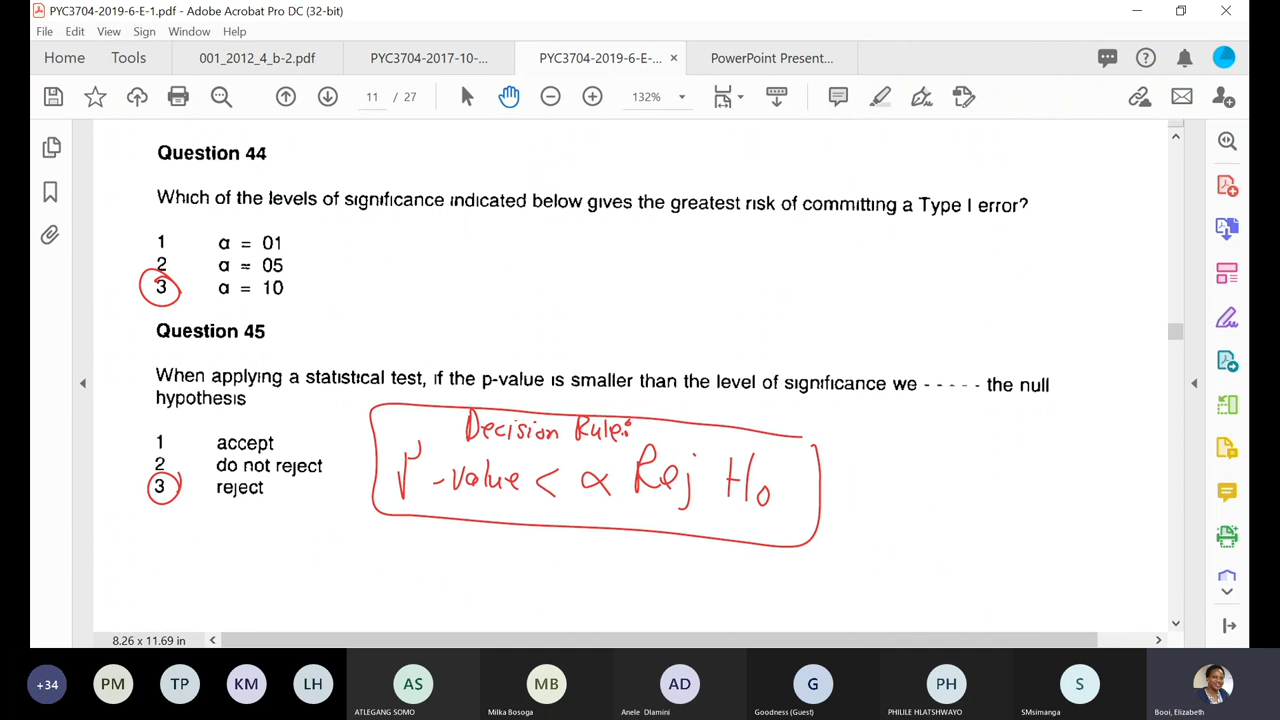 PYC3704-2019-6-E-1.pdf - Adobe Acrobat Pro DC (32-bit)
File Edit View Sign Window Help
Home Tools 001_2012_4_b-2.pdf PYC3704-2017-10-... PYC3704-2019-6-E-... × PowerPoint Present...
11 / 27 132%
Question 44
Which of the levels of significance indicated below gives the greatest risk of committing a Type I error?
1 α = 01
2 α = 05
3 α = 10
Question 45
When applying a statistical test, if the p-value is smaller than the level of significance we - - - - - the null
hypothesis
Decision Rule:
1 accept
2 do not reject
3 reject
P-value < α Rej H0
8.26 x 11.69 in
+34 PM TP KM LH AS MB AD G PH S
ATLEGANG SOMO Milka Bosoga Anele Dlamini Goodness (Guest) PHILILE HLATSHWAYO SMsimanga Booi, Elizabeth